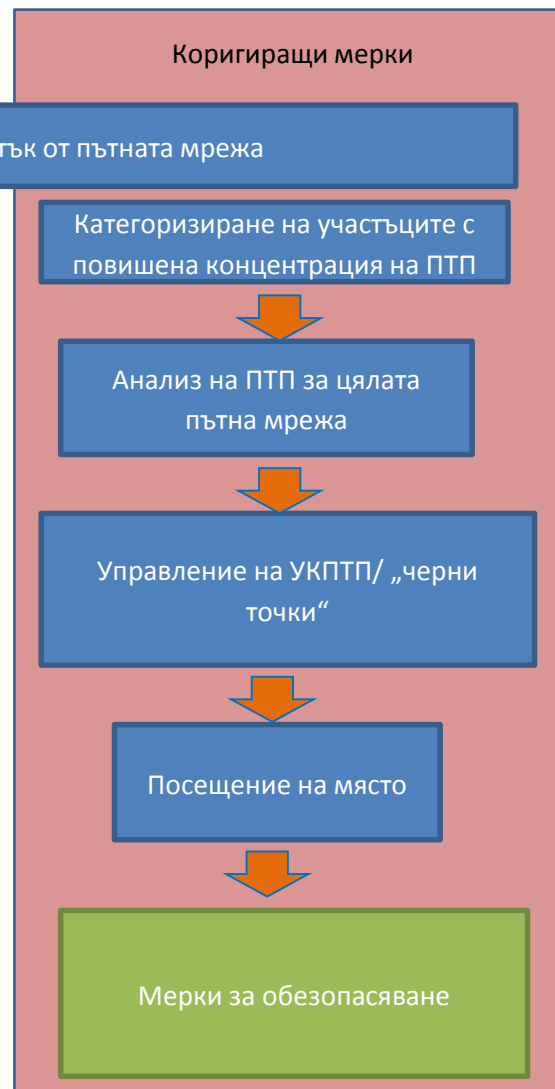 Коригиращи мерки
тък от пътната мрежа
Категоризиране на участъците с
повишена концентрация на ПТП
Анализ на ПТП за цялата
пътна мрежа
Управление на УКПТП/ „черни
точки“
Посещение на място
Мерки за обезопасяване